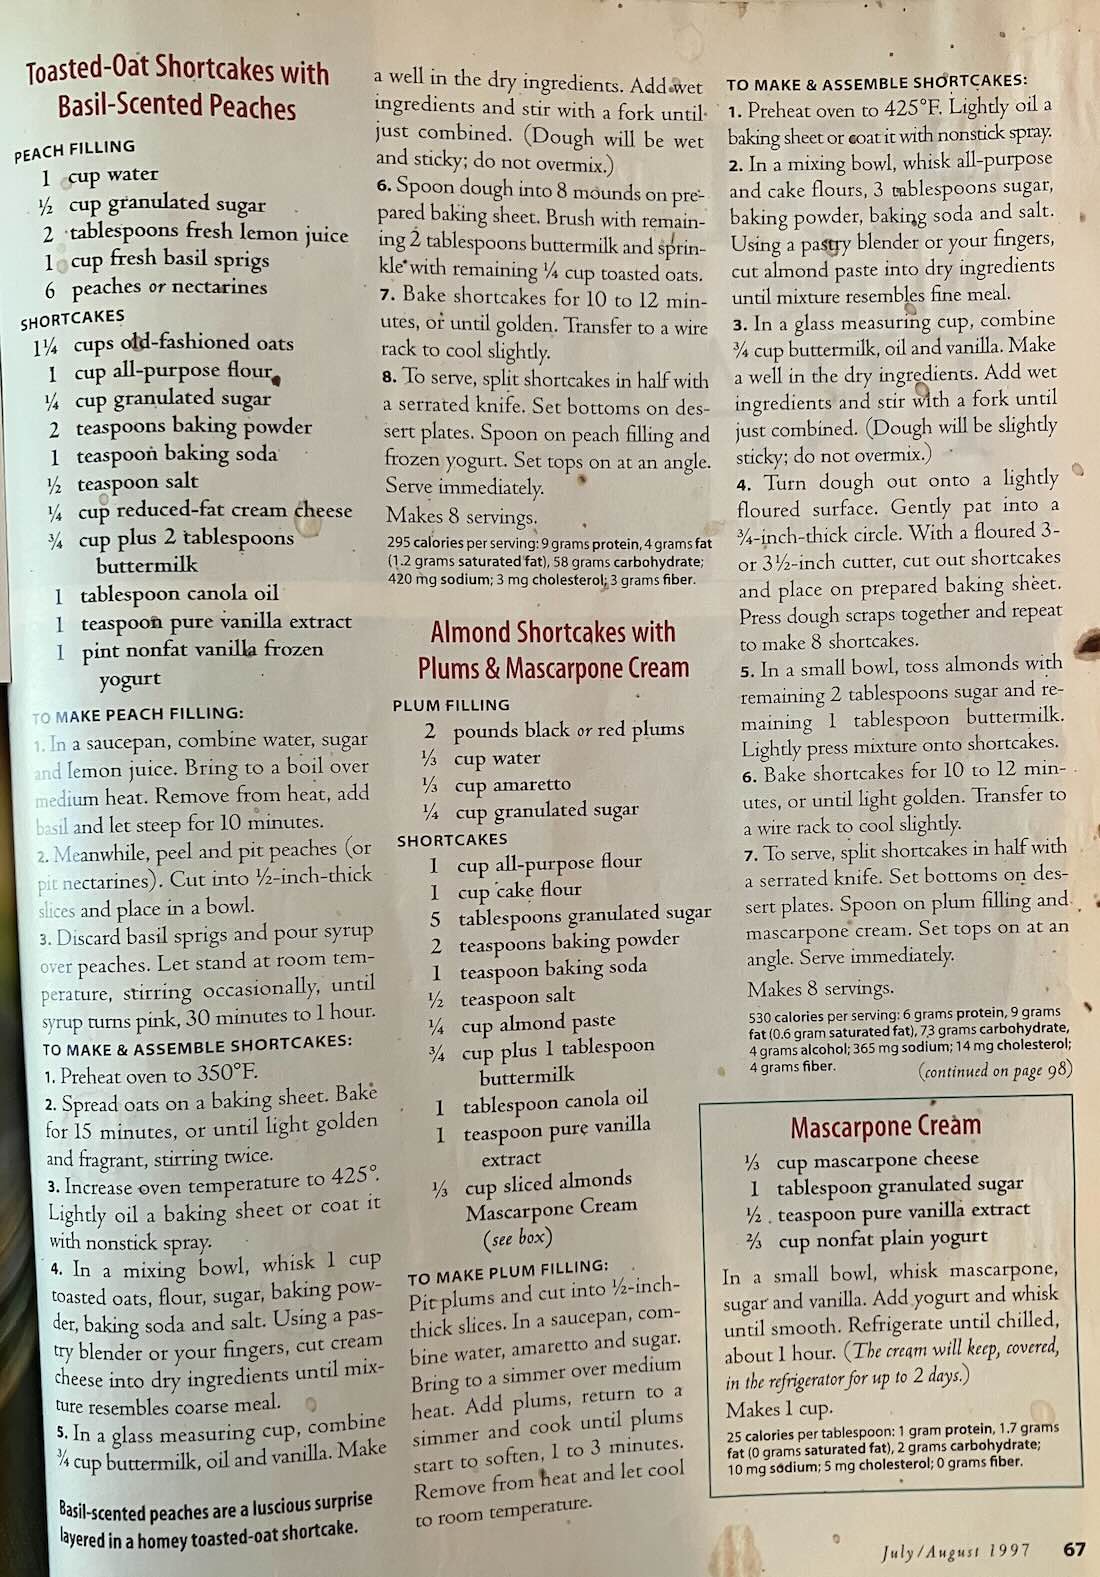 Toasted-Oat Shortcakes with
Basil-Scented Peaches
PEACH FILLING
1 cup water
½ cup granulated sugar
2 tablespoons fresh lemon juice
1 cup fresh basil sprigs
6 peaches or nectarines
SHORTCAKES
1¼ cups old-fashioned oats
1 cup all-purpose flour
¼ cup granulated sugar
2 teaspoons baking powder
1 teaspoon baking soda
½ teaspoon salt
¼ cup reduced-fat cream cheese
¾ cup plus 2 tablespoons
buttermilk
1 tablespoon canola oil
1 teaspoon pure vanilla extract
1 pint nonfat vanilla frozen
yogurt
TO MAKE PEACH FILLING:
1. In a saucepan, combine water, sugar
and lemon juice. Bring to a boil over
medium heat. Remove from heat, add
basil and let steep for 10 minutes.
2. Meanwhile, peel and pit peaches (or
pit nectarines). Cut into ½-inch-thick
slices and place in a bowl.
3. Discard basil sprigs and pour syrup
over peaches. Let stand at room tem-
perature, stirring occasionally, until
syrup turns pink, 30 minutes to 1 hour.
TO MAKE & ASSEMBLE SHORTCAKES:
1. Preheat oven to 350°F.
2. Spread oats on a baking sheet. Bake
for 15 minutes, or until light golden
and fragrant, stirring twice.
3. Increase oven temperature to 425°.
Lightly oil a baking sheet or coat it
with nonstick spray.
4. In a mixing bowl, whisk 1 cup
toasted oats, flour, sugar, baking pow-
der, baking soda and salt. Using a pas-
try blender or your fingers, cut cream
cheese into dry ingredients until mix-
ture resembles coarse meal.
5. In a glass measuring cup, combine
¾ cup buttermilk, oil and vanilla. Make
Basil-scented peaches are a luscious surprise
layered in a homey toasted-oat shortcake.
a well in the dry ingredients. Add wet
ingredients and stir with a fork until
just combined. (Dough will be wet
and sticky; do not overmix.)
6. Spoon dough into 8 mounds on pre-
pared baking sheet. Brush with remain-
ing 2 tablespoons buttermilk and sprin-
kle with remaining ¼ cup toasted oats.
7. Bake shortcakes for 10 to 12 min-
utes, or until golden. Transfer to a wire
rack to cool slightly.
8. To serve, split shortcakes in half with
a serrated knife. Set bottoms on des-
sert plates. Spoon on peach filling and
frozen yogurt. Set tops on at an angle.
Serve immediately.
Makes 8 servings.
295 calories per serving: 9 grams protein, 4 grams fat
(1.2 grams saturated fat), 58 grams carbohydrate;
420 mg sodium; 3 mg cholesterol; 3 grams fiber.
Almond Shortcakes with
Plums & Mascarpone Cream
PLUM FILLING
2 pounds black or red plums
⅓ cup water
⅓ cup amaretto
¼ cup granulated sugar
SHORTCAKES
1 cup all-purpose flour
1 cup cake flour
5 tablespoons granulated sugar
2 teaspoons baking powder
1 teaspoon baking soda
½ teaspoon salt
¼ cup almond paste
¾ cup plus 1 tablespoon
buttermilk
1 tablespoon canola oil
1 teaspoon pure vanilla
extract
⅓ cup sliced almonds
Mascarpone Cream
(see box)
TO MAKE PLUM FILLING:
Pit plums and cut into ½-inch-
thick slices. In a saucepan, com-
bine water, amaretto and sugar.
Bring to a simmer over medium
heat. Add plums, return to a
simmer and cook until plums
start to soften, 1 to 3 minutes.
Remove from heat and let cool
to room temperature.
TO MAKE & ASSEMBLE SHORTCAKES:
1. Preheat oven to 425°F. Lightly oil a
baking sheet or coat it with nonstick spray.
2. In a mixing bowl, whisk all-purpose
and cake flours, 3 tablespoons sugar,
baking powder, baking soda and salt.
Using a pastry blender or your fingers,
cut almond paste into dry ingredients
until mixture resembles fine meal.
3. In a glass measuring cup, combine
¾ cup buttermilk, oil and vanilla. Make
a well in the dry ingredients. Add wet
ingredients and stir with a fork until
just combined. (Dough will be slightly
sticky; do not overmix.)
4. Turn dough out onto a lightly
floured surface. Gently pat into a
¾-inch-thick circle. With a floured 3-
or 3½-inch cutter, cut out shortcakes
and place on prepared baking sheet.
Press dough scraps together and repeat
to make 8 shortcakes.
5. In a small bowl, toss almonds with
remaining 2 tablespoons sugar and re-
maining 1 tablespoon buttermilk.
Lightly press mixture onto shortcakes.
6. Bake shortcakes for 10 to 12 min-
utes, or until light golden. Transfer to
a wire rack to cool slightly.
7. To serve, split shortcakes in half with
a serrated knife. Set bottoms on des-
sert plates. Spoon on plum filling and
mascarpone cream. Set tops on at an
angle. Serve immediately.
Makes 8 servings.
530 calories per serving: 6 grams protein, 9 grams
fat (0.6 gram saturated fat), 73 grams carbohydrate,
4 grams alcohol; 365 mg sodium; 14 mg cholesterol;
4 grams fiber.
(continued on page 98)
Mascarpone Cream
⅓ cup mascarpone cheese
1 tablespoon granulated sugar
½ teaspoon pure vanilla extract
⅔ cup nonfat plain yogurt
In a small bowl, whisk mascarpone,
sugar and vanilla. Add yogurt and whisk
until smooth. Refrigerate until chilled,
about 1 hour. (The cream will keep, covered,
in the refrigerator for up to 2 days.)
Makes 1 cup.
25 calories per tablespoon: 1 gram protein, 1.7 grams
fat (0 grams saturated fat), 2 grams carbohydrate;
10 mg sodium; 5 mg cholesterol; 0 grams fiber.
July/August 1997 67